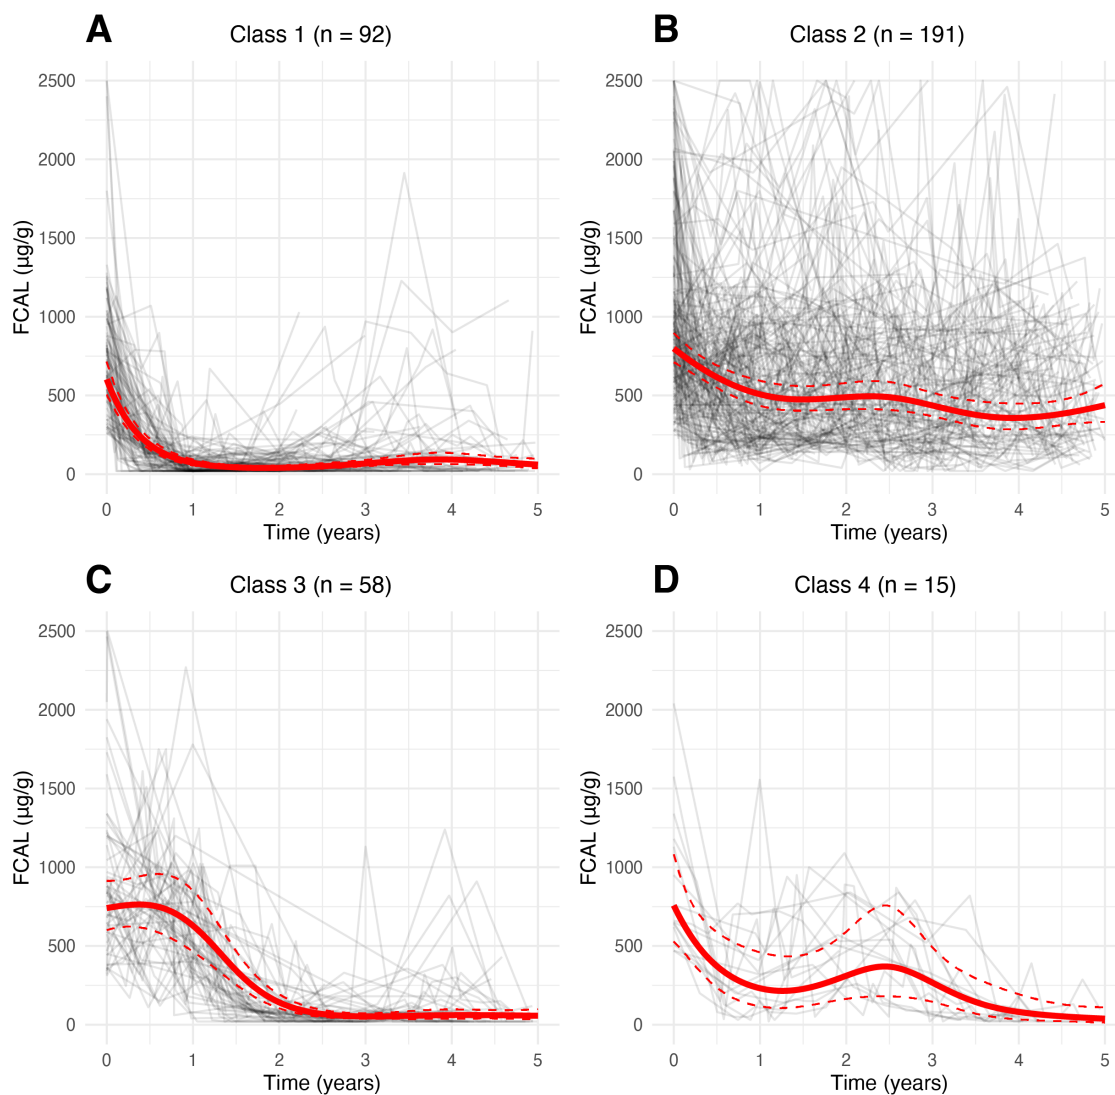 A
Class 1 (n = 92)
FCAL (µg/g)
2500
2000
1500
1000
500
0
0 1 2 3 4 5
Time (years)
B
Class 2 (n = 191)
FCAL (µg/g)
2500
2000
1500
1000
500
0
0 1 2 3 4 5
Time (years)
C
Class 3 (n = 58)
FCAL (µg/g)
2500
2000
1500
1000
500
0
0 1 2 3 4 5
Time (years)
D
Class 4 (n = 15)
FCAL (µg/g)
2500
2000
1500
1000
500
0
0 1 2 3 4 5
Time (years)